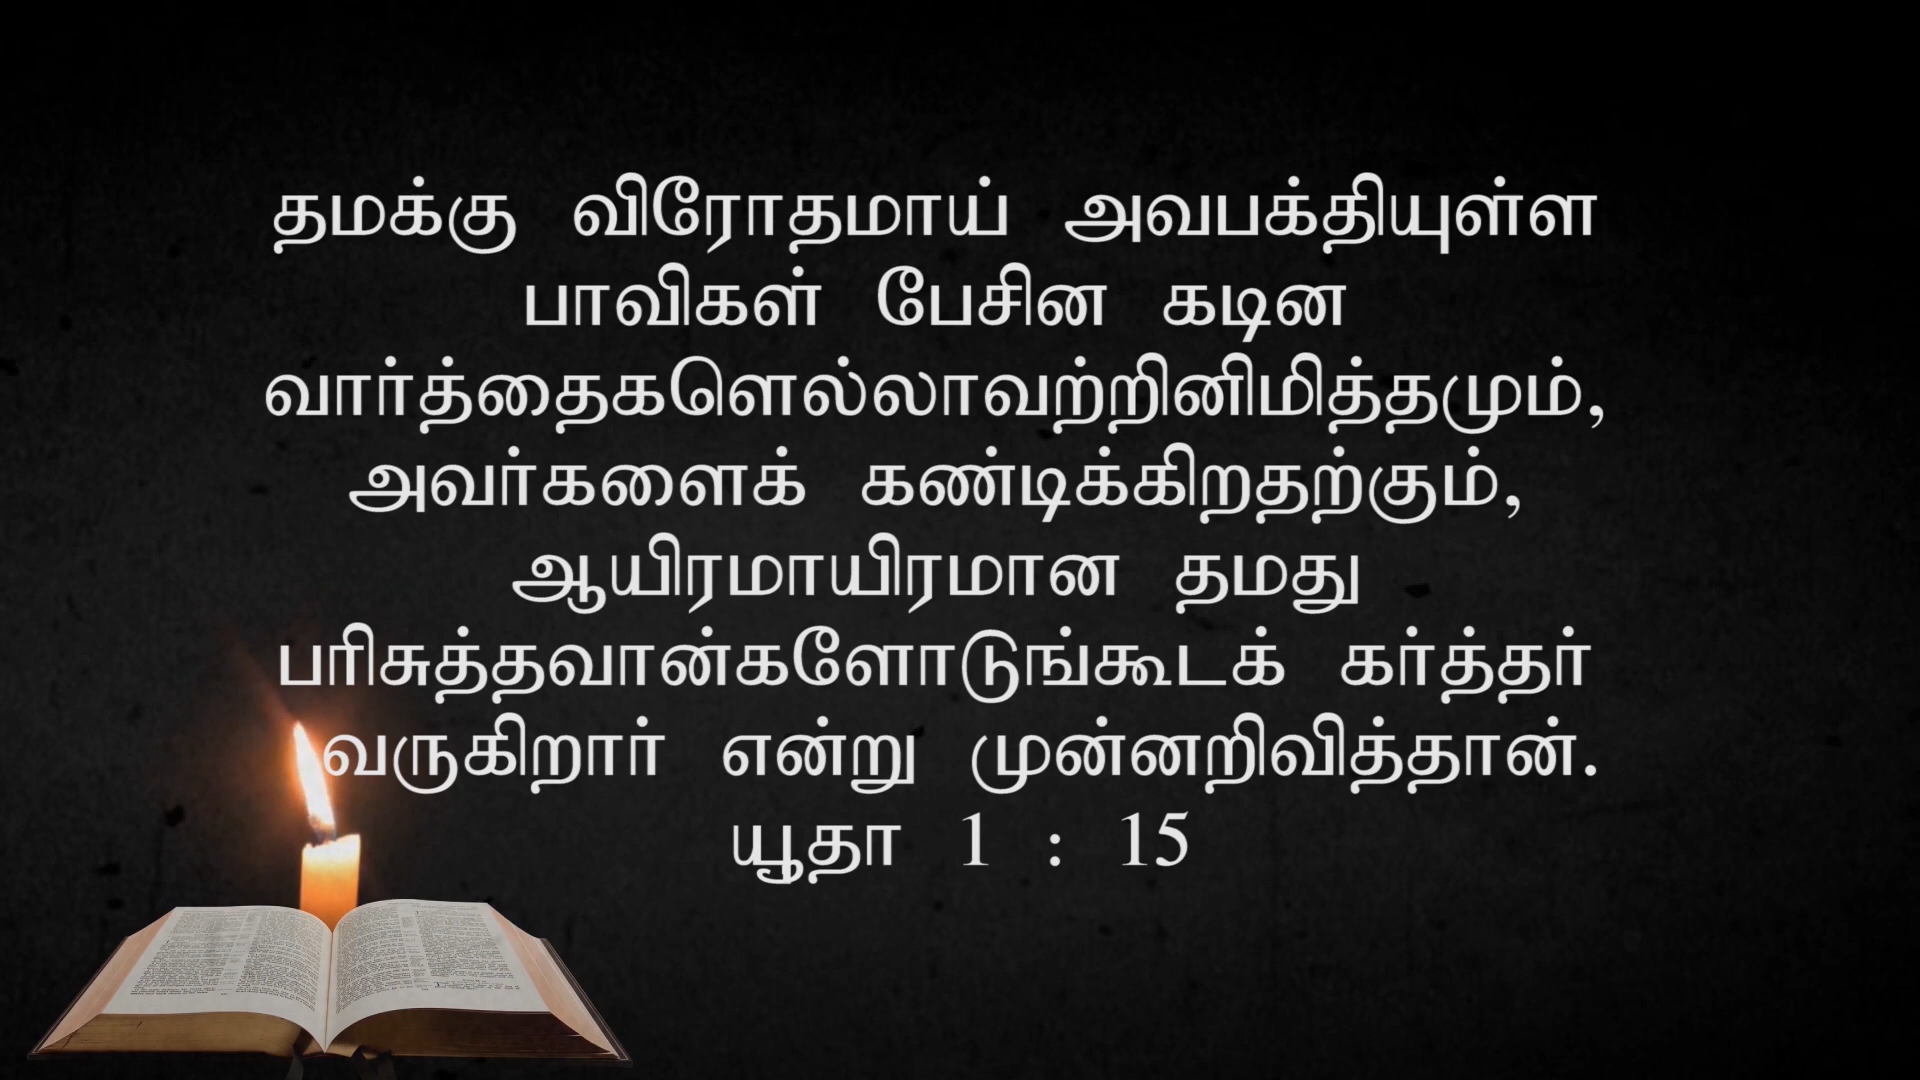 தமக்கு விரோதமாய் அவபக்தியுள்ள
பாவிகள் பேசின கடின
வார்த்தைகளெல்லாவற்றினிமித்தமும்,
அவர்களைக் கண்டிக்கிறதற்கும்,
ஆயிரமாயிரமான தமது
பரிசுத்தவான்களோடுங்கூடக் கர்த்தர்
வருகிறார் என்று முன்னறிவித்தான்.
யூதா 1 : 15